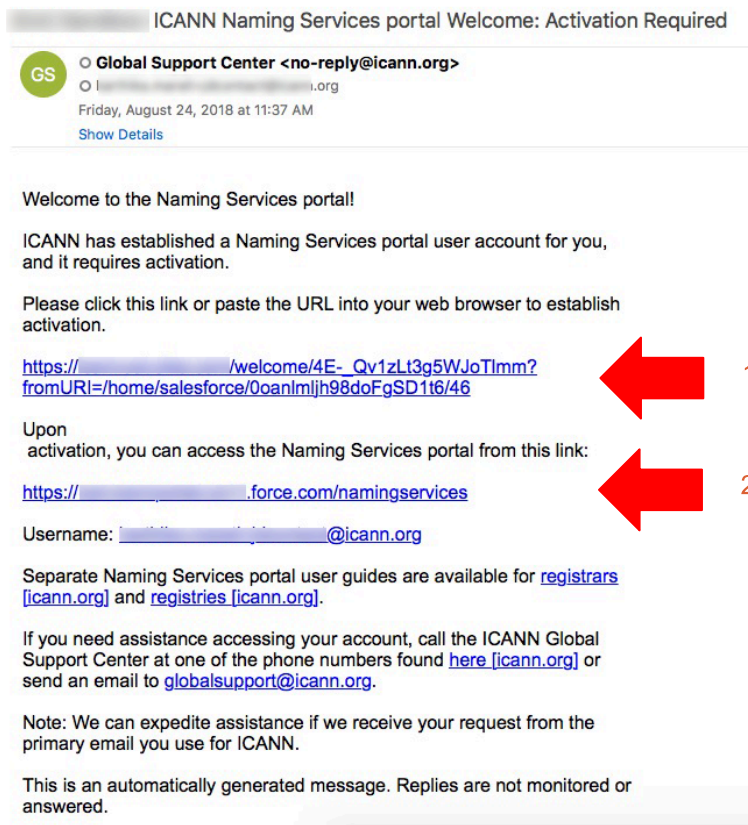 ICANN Naming Services portal Welcome: Activation Required
GS
Global Support Center <no-reply@icann.org>
.org
Friday, August 24, 2018 at 11:37 AM
Show Details
Welcome to the Naming Services portal!
ICANN has established a Naming Services portal user account for you,
and it requires activation.
Please click this link or paste the URL into your web browser to establish
activation.
https:// /welcome/4E-_Qv1zLt3g5WJoTlmm?
fromURI=/home/salesforce/0oanlmljh98doFgSD1t6/46
1
Upon
activation, you can access the Naming Services portal from this link:
https:// .force.com/namingservices
2
Username: @icann.org
Separate Naming Services portal user guides are available for registrars
[icann.org] and registries [icann.org].
If you need assistance accessing your account, call the ICANN Global
Support Center at one of the phone numbers found here [icann.org] or
send an email to globalsupport@icann.org.
Note: We can expedite assistance if we receive your request from the
primary email you use for ICANN.
This is an automatically generated message. Replies are not monitored or
answered.